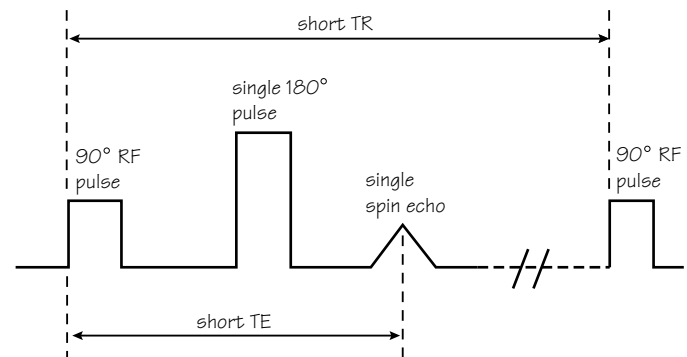 short TR
single 180°
pulse
90° RF
pulse
single
spin echo
90° RF
pulse
short TE